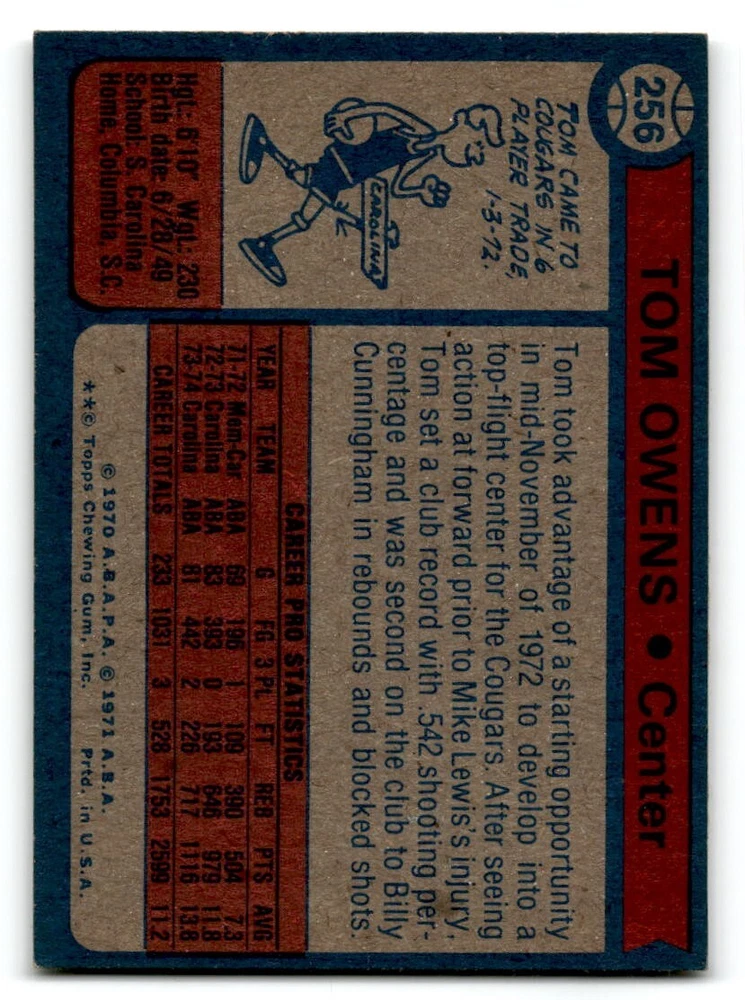 256
TOM OWENS • Center
TOM CAME TO
COUGARS IN 6
PLAYER TRADE,
1-3-72.
CAROLINA
Hgt.: 6'10" Wgt.: 230
Birth date: 6/28/49
School: S. Carolina
Home: Columbia, S.C.
Tom took advantage of a starting opportunity
in mid-November of 1972 to develop into a
top-flight center for the Cougars. After seeing
action at forward prior to Mike Lewis's injury,
Tom set a club record with .542 shooting per-
centage and was second on the club to Billy
Cunningham in rebounds and blocked shots.
CAREER PRO STATISTICS
YEAR TEAM G FG 3 Pt. FT REB PTS AVG
71-72 Mem-Car ABA 69 196 1 109 390 504 7.3
72-73 Carolina ABA 83 393 0 193 646 979 11.8
73-74 Carolina ABA 81 442 2 226 717 1116 13.8
CAREER TOTALS 233 1031 3 528 1753 2599 11.2
© 1970 A.B.A.P.A. © 1971 A.B.A.
**© Topps Chewing Gum, Inc. Prtd. in U.S.A.